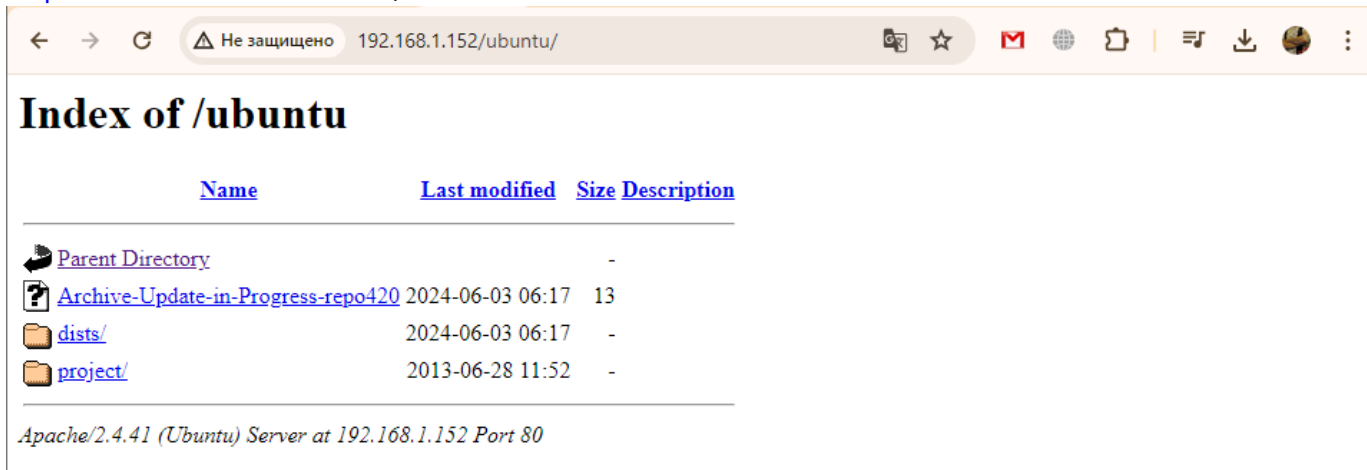 Не защищено 192.168.1.152/ubuntu/
Index of /ubuntu
Name Last modified Size Description
Parent Directory -
Archive-Update-in-Progress-repo420 2024-06-03 06:17 13
dists/ 2024-06-03 06:17 -
project/ 2013-06-28 11:52 -
Apache/2.4.41 (Ubuntu) Server at 192.168.1.152 Port 80